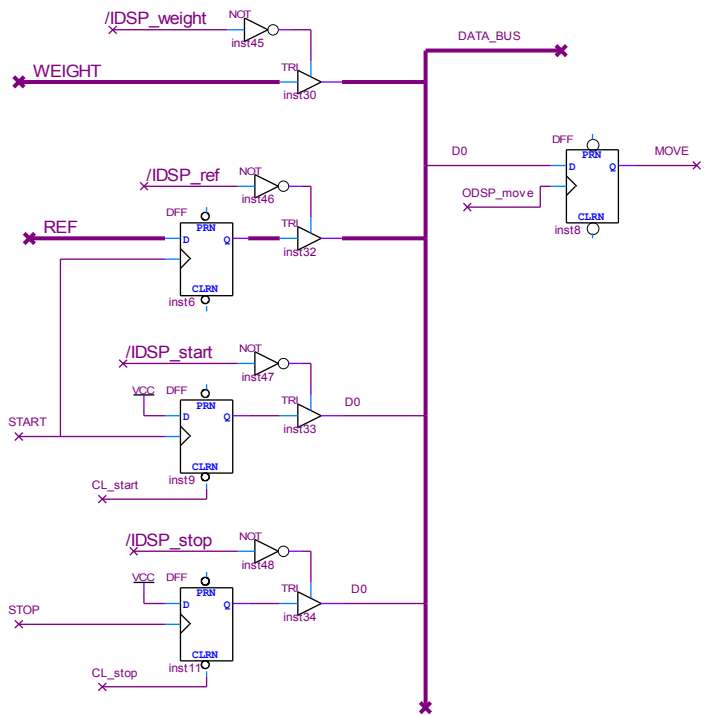 /IDSP_weight
NOT
inst45
DATA_BUS
WEIGHT
TRI
inst30
DFF
PRN
D0
D
Q
MOVE
ODSP_move
CLRN
inst8
/IDSP_ref
NOT
inst46
DFF
PRN
TRI
REF
D
Q
inst32
CLRN
inst6
/IDSP_start
NOT
inst47
VCC
DFF
PRN
TRI
D0
D
Q
START
inst33
CLRN
inst9
CL_start
/IDSP_stop
NOT
inst48
VCC
DFF
PRN
TRI
D0
D
Q
STOP
inst34
CLRN
inst11
CL_stop